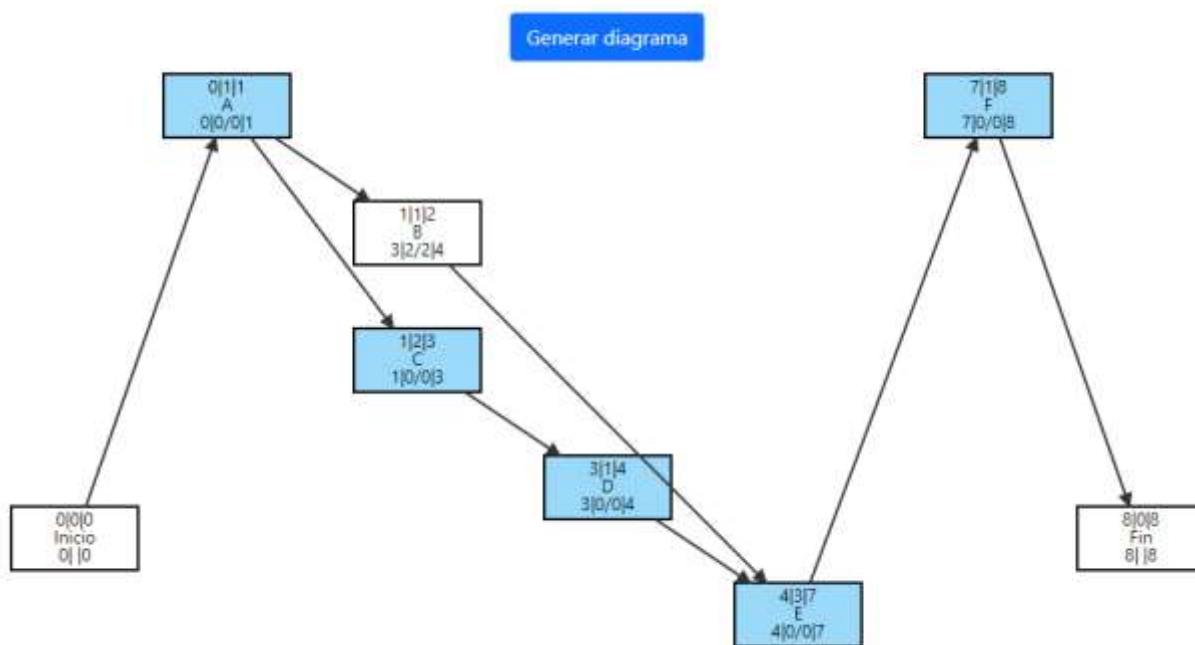 Generar diagrama
0|1|1
A
0|0/0|1
7|1|8
F
7|0/0|8
1|1|2
B
3|2/2|4
1|2|3
C
1|0/0|3
3|1|4
D
3|0/0|4
0|0|0
Inicio
0| |0
8|0|8
Fin
8| |8
4|3|7
E
4|0/0|7